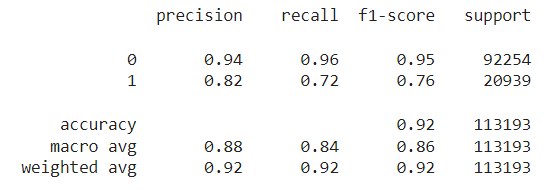 precision recall f1-score support
0 0.94 0.96 0.95 92254
1 0.82 0.72 0.76 20939
accuracy 0.92 113193
macro avg 0.88 0.84 0.86 113193
weighted avg 0.92 0.92 0.92 113193